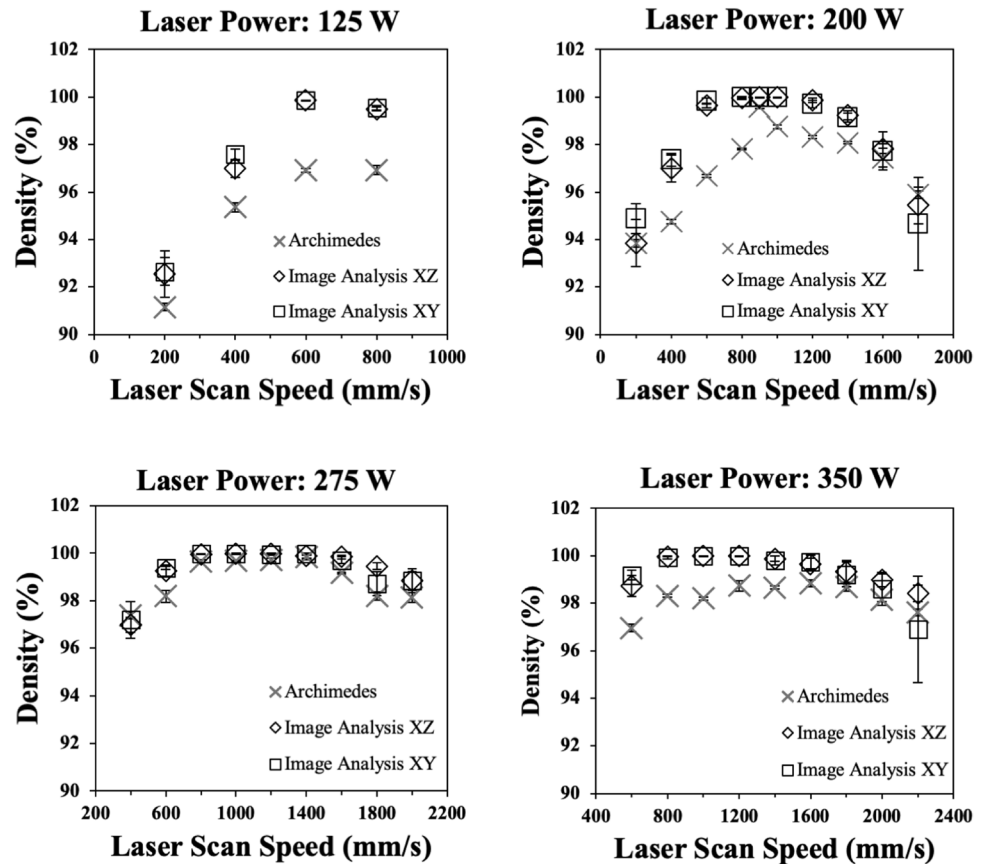 Laser Power: 125 W
102
100
98
96
94
92
90
Density (%)
Archimedes
Image Analysis XZ
Image Analysis XY
0 200 400 600 800 1000
Laser Scan Speed (mm/s)
Laser Power: 200 W
102
100
98
96
94
92
90
Density (%)
Archimedes
Image Analysis XZ
Image Analysis XY
0 400 800 1200 1600 2000
Laser Scan Speed (mm/s)
Laser Power: 275 W
102
100
98
96
94
92
90
Density (%)
Archimedes
Image Analysis XZ
Image Analysis XY
200 400 600 800 1000 1200 1400 1600 1800 2000 2200
Laser Scan Speed (mm/s)
Laser Power: 350 W
102
100
98
96
94
92
90
Density (%)
Archimedes
Image Analysis XZ
Image Analysis XY
400 800 1200 1600 2000 2400
Laser Scan Speed (mm/s)